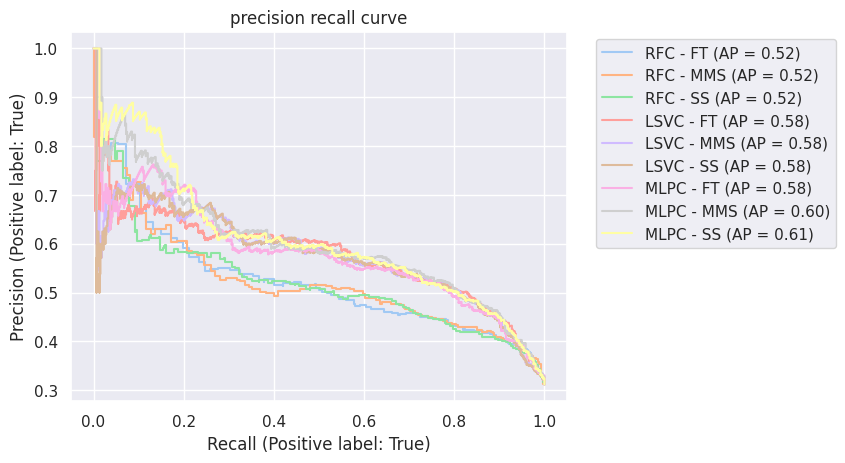 precision recall curve
Precision (Positive label: True)
1.0
0.9
0.8
0.7
0.6
0.5
0.4
0.3
0.0 0.2 0.4 0.6 0.8 1.0
Recall (Positive label: True)
RFC - FT (AP = 0.52)
RFC - MMS (AP = 0.52)
RFC - SS (AP = 0.52)
LSVC - FT (AP = 0.58)
LSVC - MMS (AP = 0.58)
LSVC - SS (AP = 0.58)
MLPC - FT (AP = 0.58)
MLPC - MMS (AP = 0.60)
MLPC - SS (AP = 0.61)